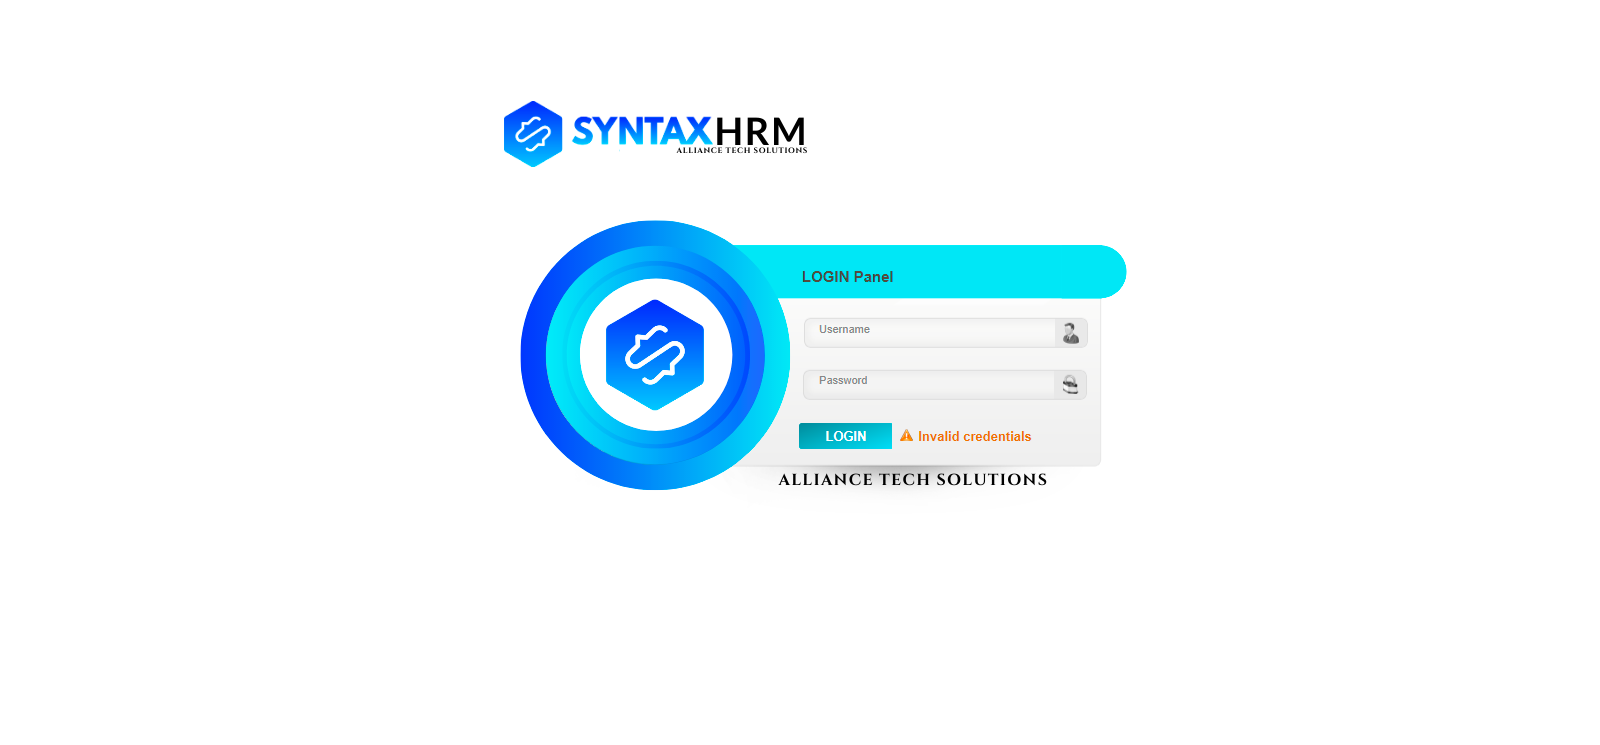 SYNTAXHRM
ALLIANCE TECH SOLUTIONS
LOGIN Panel
Username
Password
LOGIN
Invalid credentials
ALLIANCE TECH SOLUTIONS